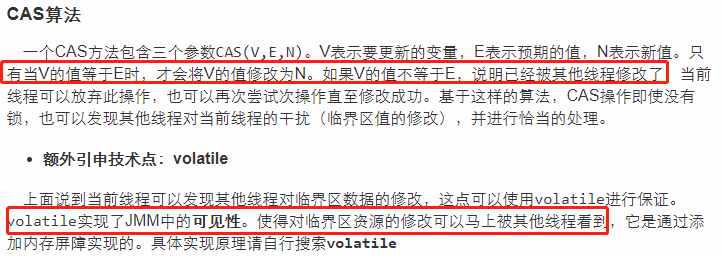 CAS算法
一个CAS方法包含三个参数CAS(V,E,N)。V表示要更新的变量，E表示预期的值，N表示新值。只
有当V的值等于E时，才会将V的值修改为N。如果V的值不等于E，说明已经被其他线程修改了 当前
线程可以放弃此操作，也可以再次尝试次操作直至修改成功。基于这样的算法，CAS操作即使没有
锁，也可以发现其他线程对当前线程的干扰（临界区值的修改），并进行恰当的处理。
• 额外引申技术点：volatile
上面说到当前线程可以发现其他线程对临界区数据的修改，这点可以使用volatile进行保证。
volatile实现了JMM中的可见性。使得对临界区资源的修改可以马上被其他线程看到，它是通过添
加内存屏障实现的。具体实现原理请自行搜索volatile